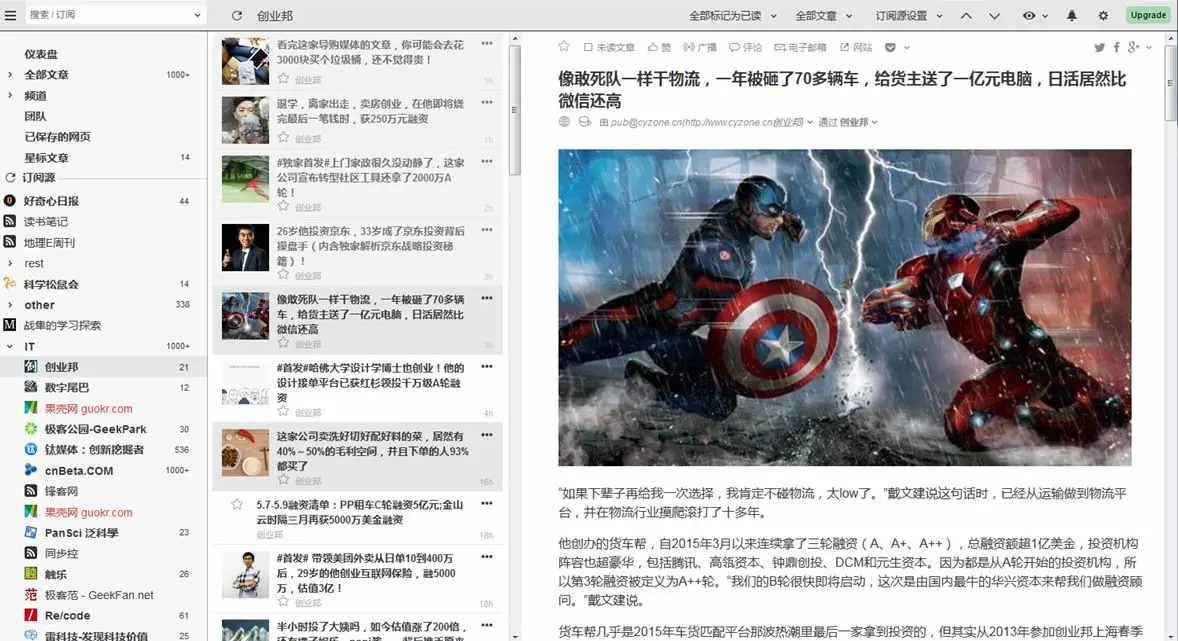 搜索 / 订阅
创业邦
全部标记为已读
全部文章
订阅源设置
Upgrade
仪表盘
全部文章 1000+
频道
团队
已保存的网页
星标文章 14
订阅源
好奇心日报 44
读书笔记
地理E周刊
rest
科学松鼠会 14
other 338
战隼的学习探索
IT 1000+
创业邦 21
数字尾巴 12
果壳网 guokr.com
极客公园-GeekPark 30
钛媒体：创新挖掘者 536
cnBeta.COM 1000+
锋客网
果壳网 guokr.com
PanSci 泛科學 23
同步控
触乐 26
极客范 - GeekFan.net
Re/code 61
雷科技-发现科技价值 25
看完这家导购媒体的文章，你可能会去花
3000块买个垃圾桶，还不觉得贵！
创业邦
1h
退学，离家出走，卖房创业，在他即将烧
完最后一笔钱时，获250万元融资
创业邦
1h
#独家首发#上门家政很久没动静了，这家
公司宣布转型社区工具还拿了2000万A
轮！
创业邦
2h
26岁他投资京东，33岁成了京东投资背后
操盘手（内含独家解析京东战略投资秘
籍）！
创业邦
3h
像敢死队一样干物流，一年被砸了70多辆
车，给货主送了一亿元电脑，日活居然比
微信还高
创业邦
3h
#首发#哈佛大学设计学博士也创业！他的
设计接单平台已获红杉领投千万级A轮融
资
创业邦
4h
这家公司卖洗好切好配好料的菜，居然有
40%～50%的毛利空间，并且下单的人93%
都买了
创业邦
16h
5.7-5.9融资清单：PP租车C轮融资5亿元;金山
云时隔三月再获5000万美金融资
创业邦
18h
#首发# 带领美团外卖从日单10到400万
后，29岁的他创业互联网保险，融5000
万，估值3亿！
创业邦
18h
半小时投了大姨吗，如今估值涨了200倍，
未读文章
赞
广播
评论
电子邮箱
网站
像敢死队一样干物流，一年被砸了70多辆车，给货主送了一亿元电脑，日活居然比
微信还高
由 pub@cyzone.cn(http://www.cyzone.cn创业邦) 通过 创业邦
“如果下辈子再给我一次选择，我肯定不碰物流，太low了。”戴文建说这句话时，已经从运输做到物流平
台，并在物流行业摸爬滚打了十多年。
他创办的货车帮，自2015年3月以来连续拿了三轮融资（A、A+、A++），总融资额超1亿美金，投资机构
阵容也超豪华，包括腾讯、高瓴资本、钟鼎创投、DCM和元生资本。因为都是从A轮开始的投资机构，所
以第3轮融资被定义为A++轮。“我们的B轮很快即将启动，这次是由国内最牛的华兴资本来帮我们做融资顾
问。”戴文建说。
货车帮几乎是2015年车货匹配平台那波热潮里最后一家拿到投资的，但其实从2013年参加创业邦上海春季